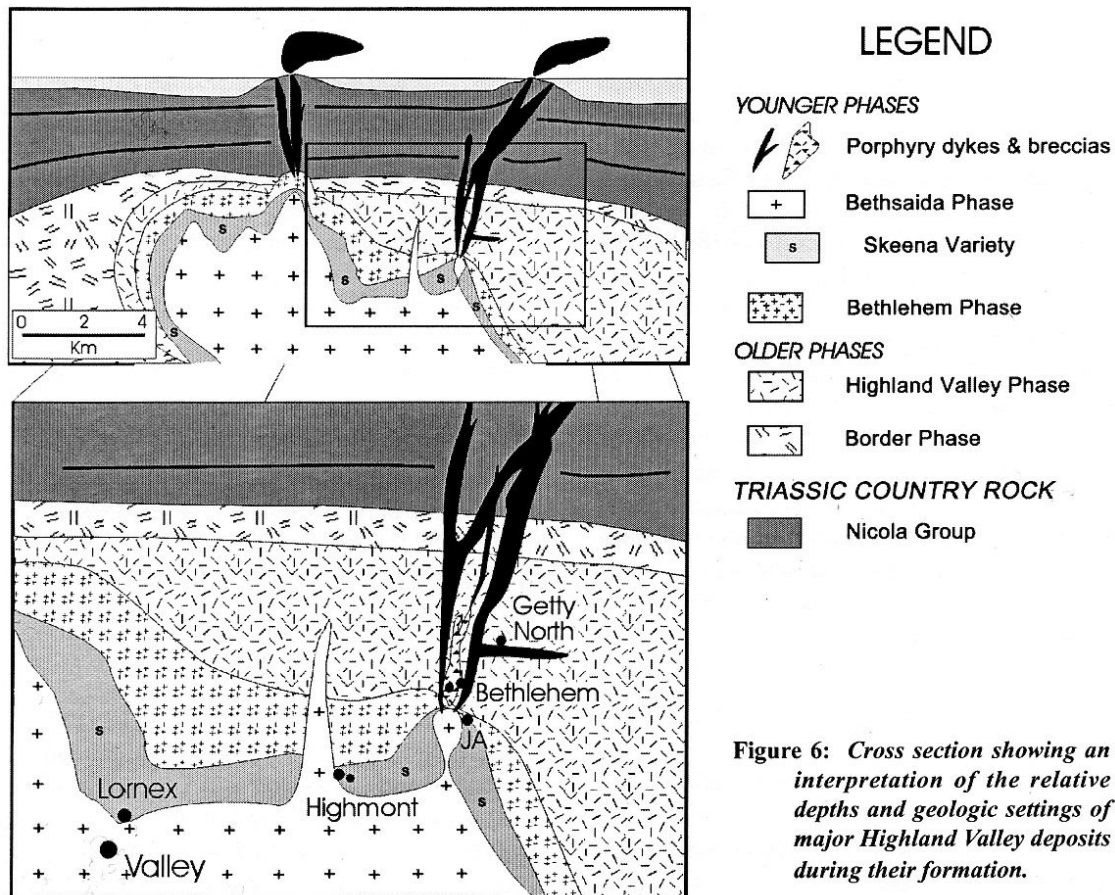 s
s
s
s
0 2 4
Km
LEGEND
YOUNGER PHASES
Porphyry dykes & breccias
+ Bethsaida Phase
s Skeena Variety
Bethlehem Phase
OLDER PHASES
Highland Valley Phase
Border Phase
TRIASSIC COUNTRY ROCK
Nicola Group
Getty
North
Bethlehem
JA
s
s
s
Lornex
Highmont
Valley
Figure 6: Cross section showing an
interpretation of the relative
depths and geologic settings of
major Highland Valley deposits
during their formation.